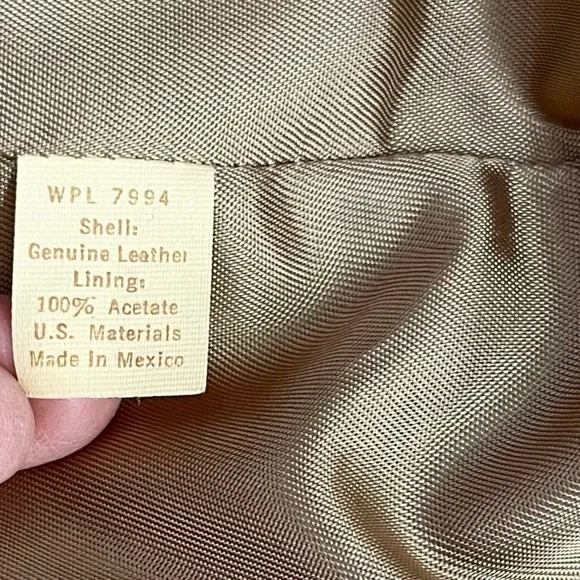 WPL 7994
Shell:
Genuine Leather
Lining:
100% Acetate
U.S. Materials
Made In Mexico